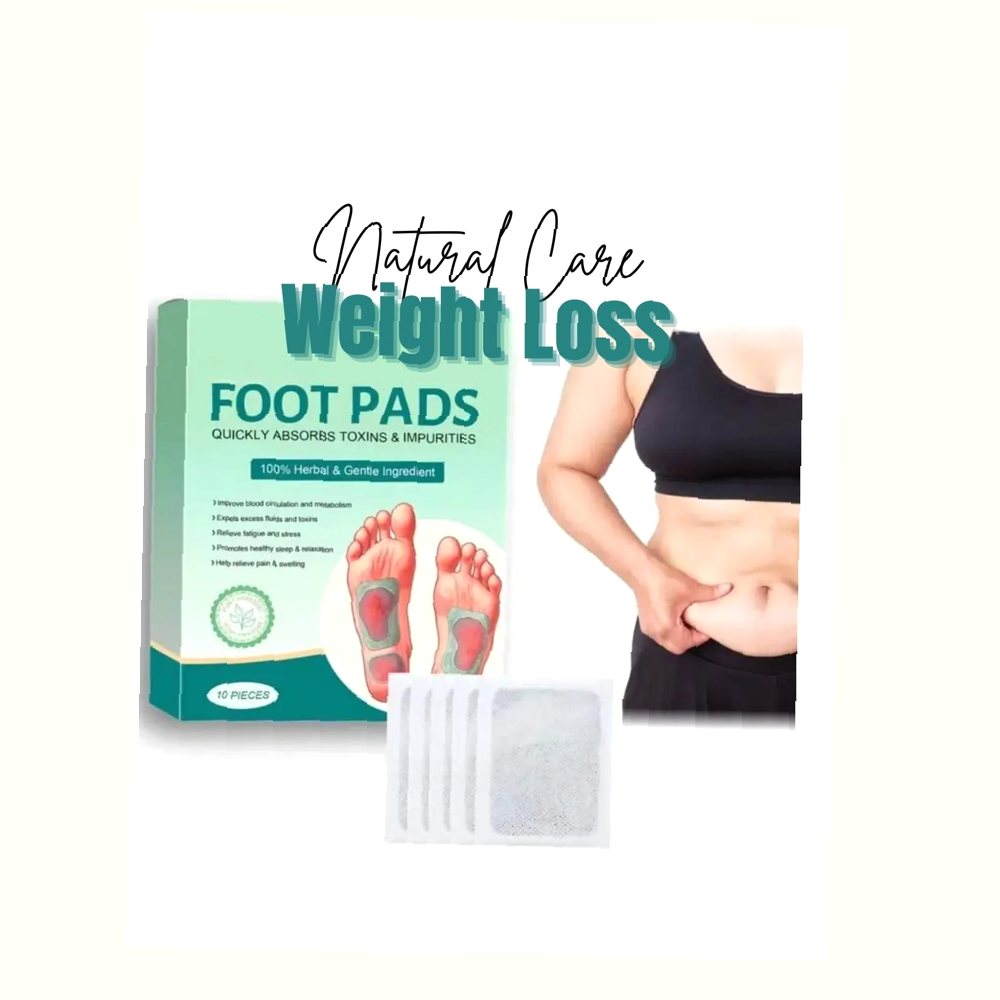 Natural Care
Weight Loss
FOOT PADS
QUICKLY ABSORBS TOXINS & IMPURITIES
100% Herbal & Gentle Ingredient
Improve blood circulation and metabolism
Expels excess fluids and toxins
Relieve fatigue and stress
Promotes healthy sleep & relaxation
Help relieve pain & swelling
10 PIECES